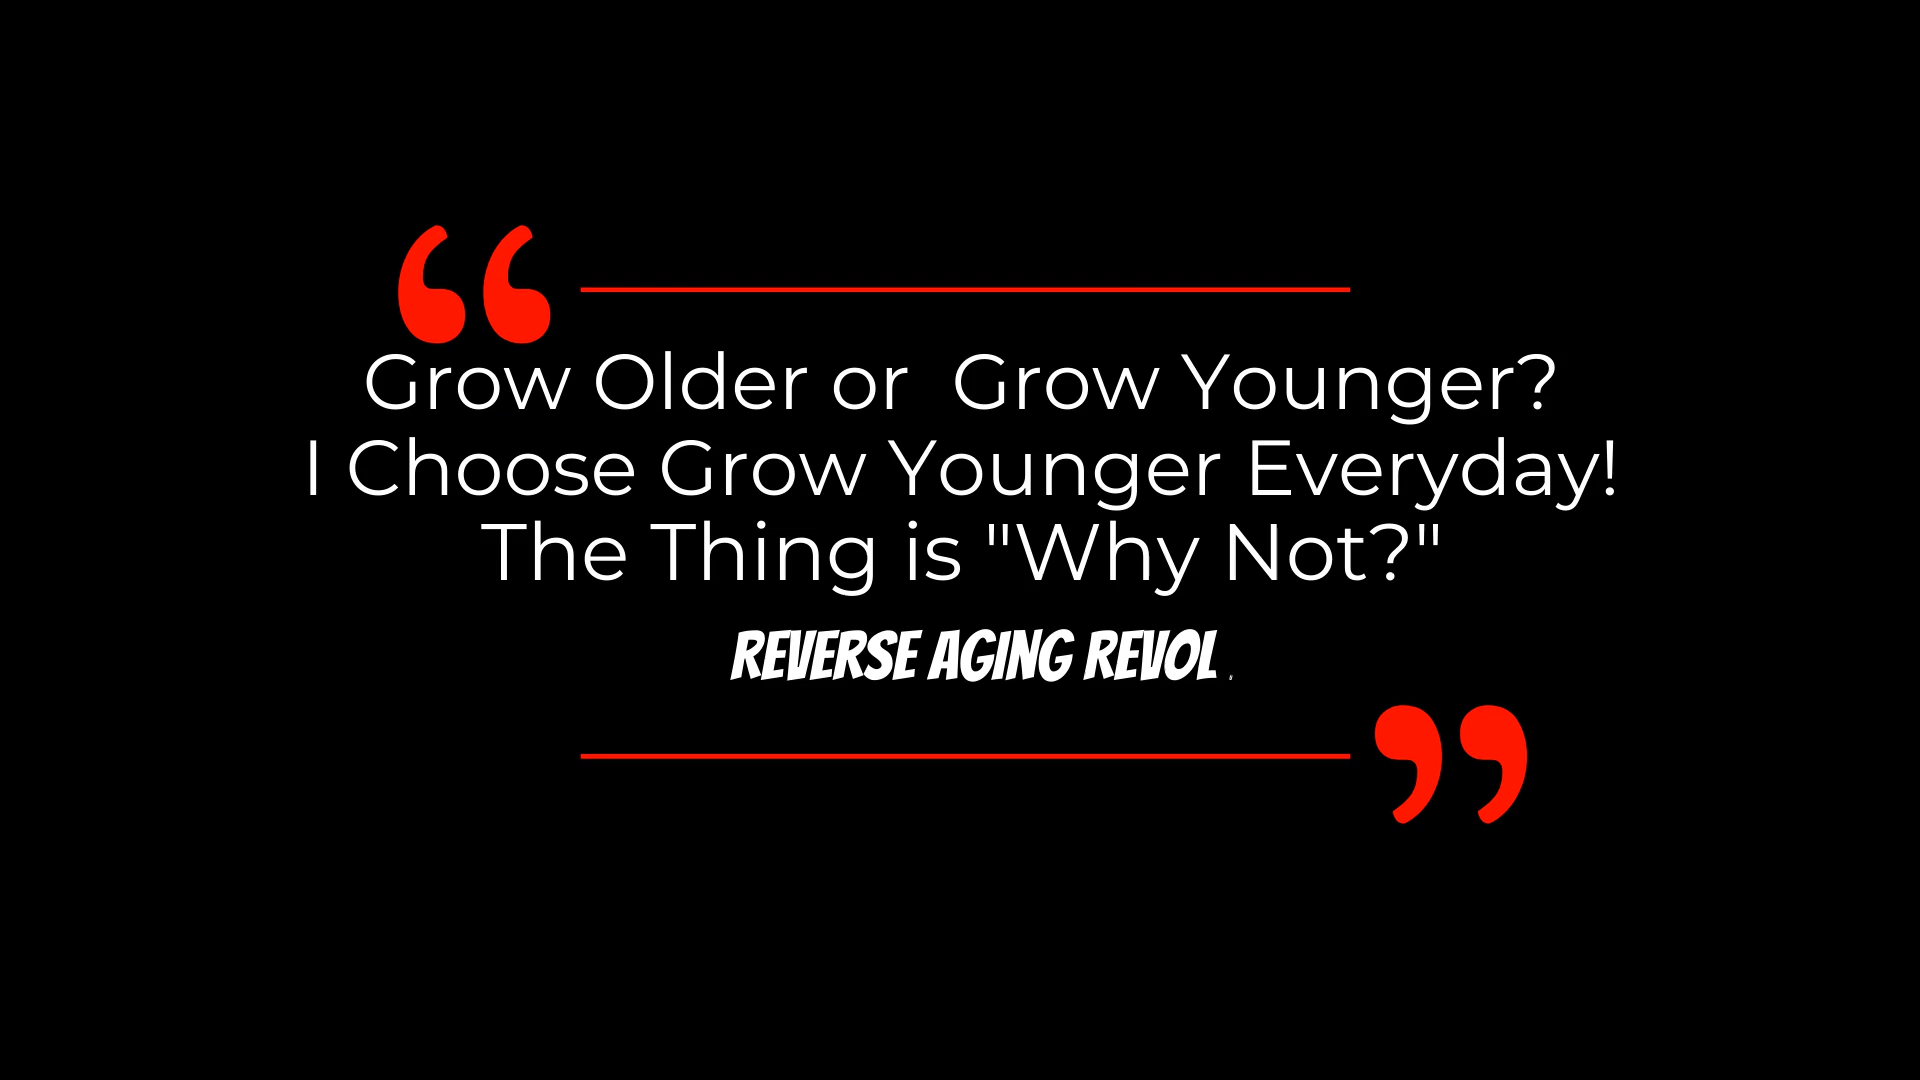 Grow Older or  Grow Younger?
I Choose Grow Younger Everyday!
The Thing is "Why Not?"
REVERSE AGING REVOL